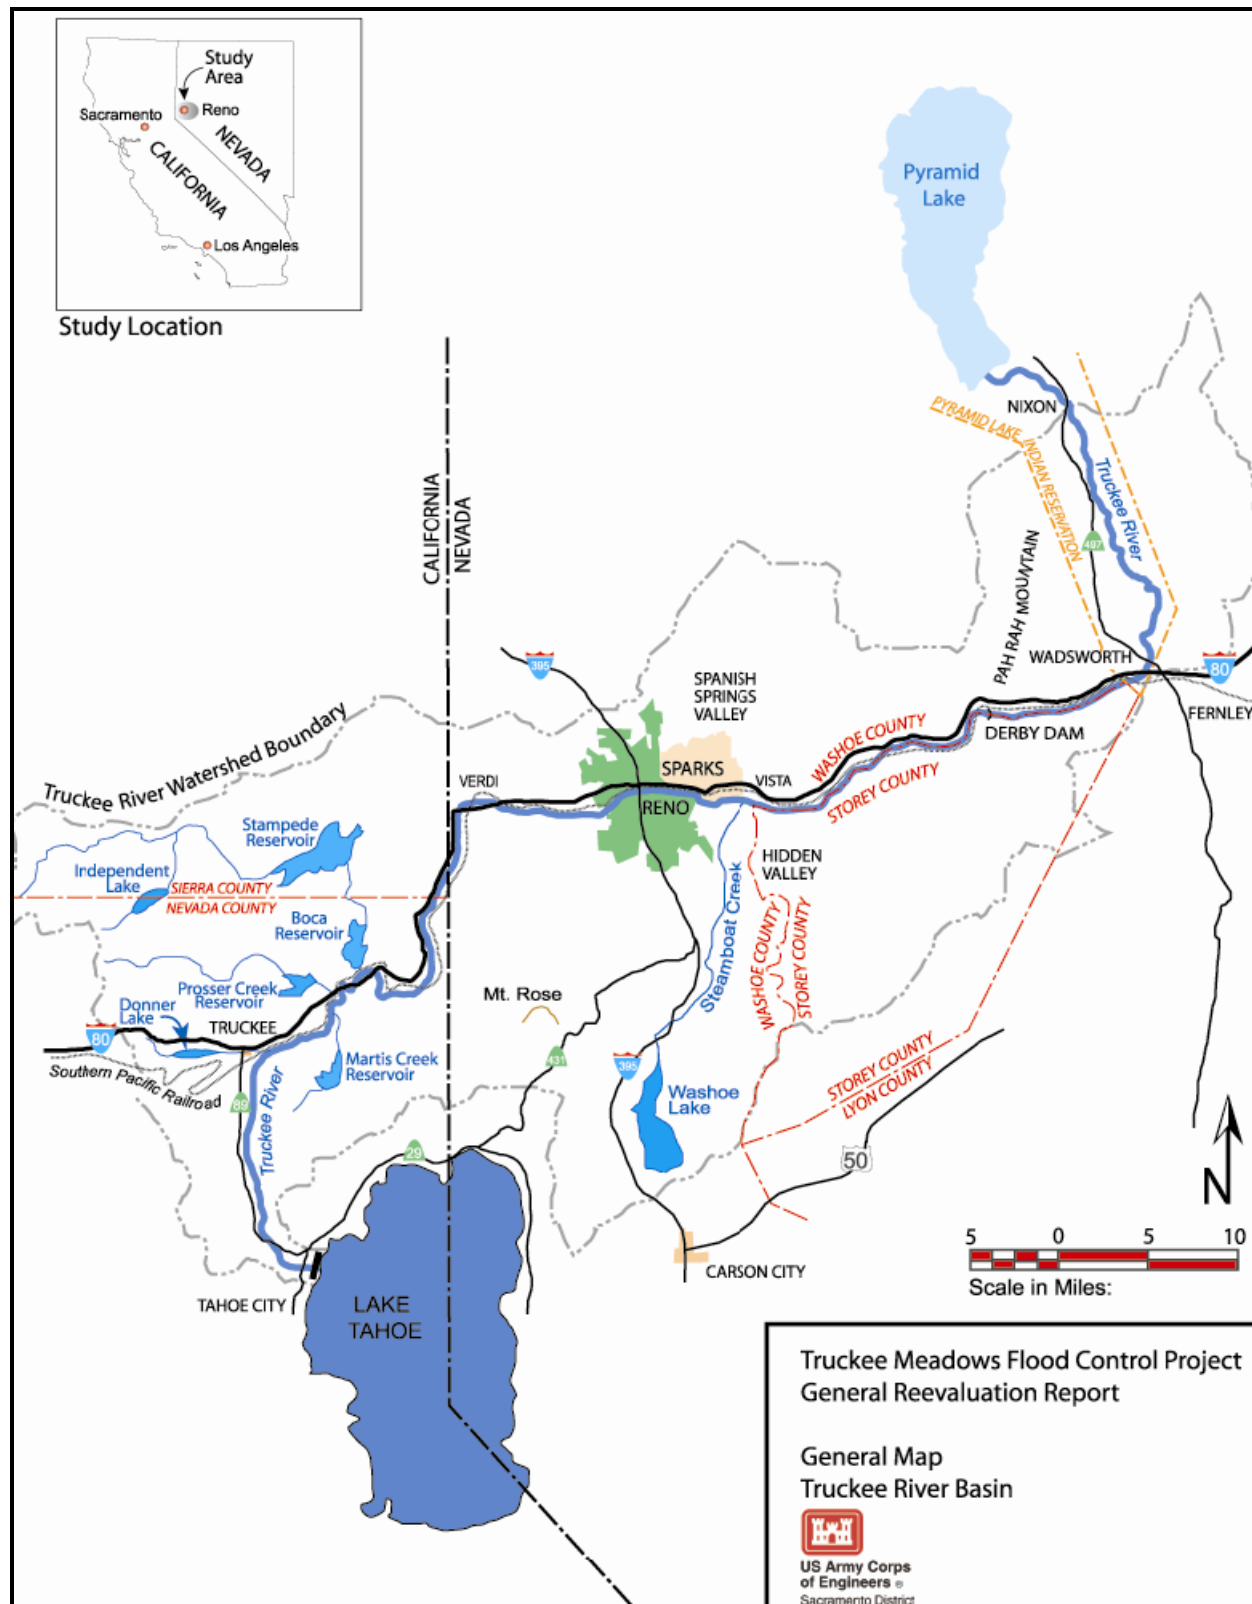 Study
Area
Reno
Sacramento
NEVADA
CALIFORNIA
Los Angeles
Study Location
Pyramid
Lake
NIXON
PYRAMID LAKE INDIAN RESERVATION
Truckee River
CALIFORNIA
NEVADA
447
PAH RAH MOUNTAIN
WADSWORTH
80
FERNLEY
395
SPANISH
SPRINGS
VALLEY
WASHOE COUNTY
STOREY COUNTY
DERBY DAM
Truckee River Watershed Boundary
VERDI
SPARKS
VISTA
RENO
Stampede
Reservoir
Independent
Lake
SIERRA COUNTY
NEVADA COUNTY
HIDDEN
VALLEY
Boca
Reservoir
Steamboat Creek
WASHOE COUNTY
STOREY COUNTY
Prosser Creek
Reservoir
Donner
Lake
TRUCKEE
Mt. Rose
80
Southern Pacific Railroad
Martis Creek
Reservoir
431
395
Washoe
Lake
STOREY COUNTY
LYON COUNTY
89
Truckee River
29
50
N
TAHOE CITY
CARSON CITY
LAKE
TAHOE
5 0 5 10
Scale in Miles:
Truckee Meadows Flood Control Project
General Reevaluation Report
General Map
Truckee River Basin
US Army Corps
of Engineers ®
Sacramento District